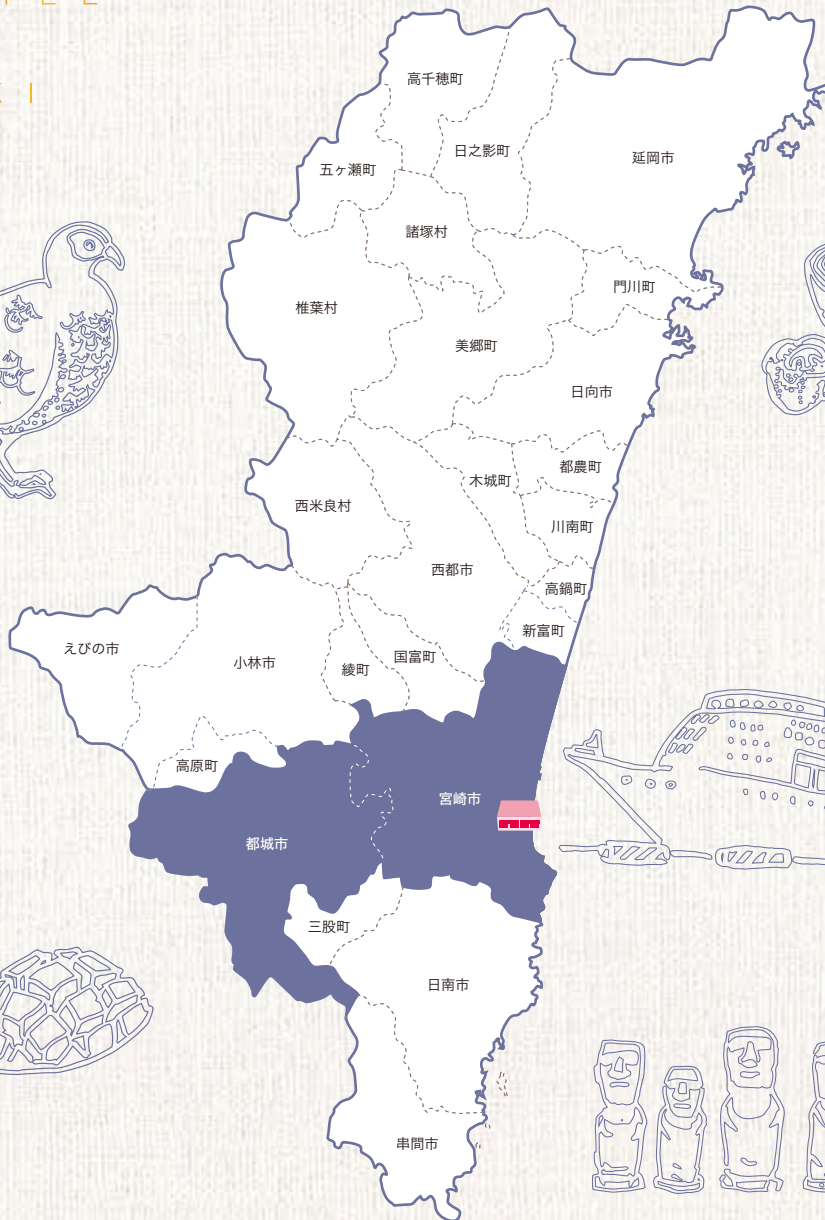 高千穂町
日之影町
延岡市
五ヶ瀬町
諸塚村
門川町
椎葉村
美郷町
日向市
都農町
木城町
西米良村
川南町
西都市
高鍋町
新富町
えびの市
小林市
綾町
国富町
高原町
宮崎市
都城市
三股町
日南市
串間市